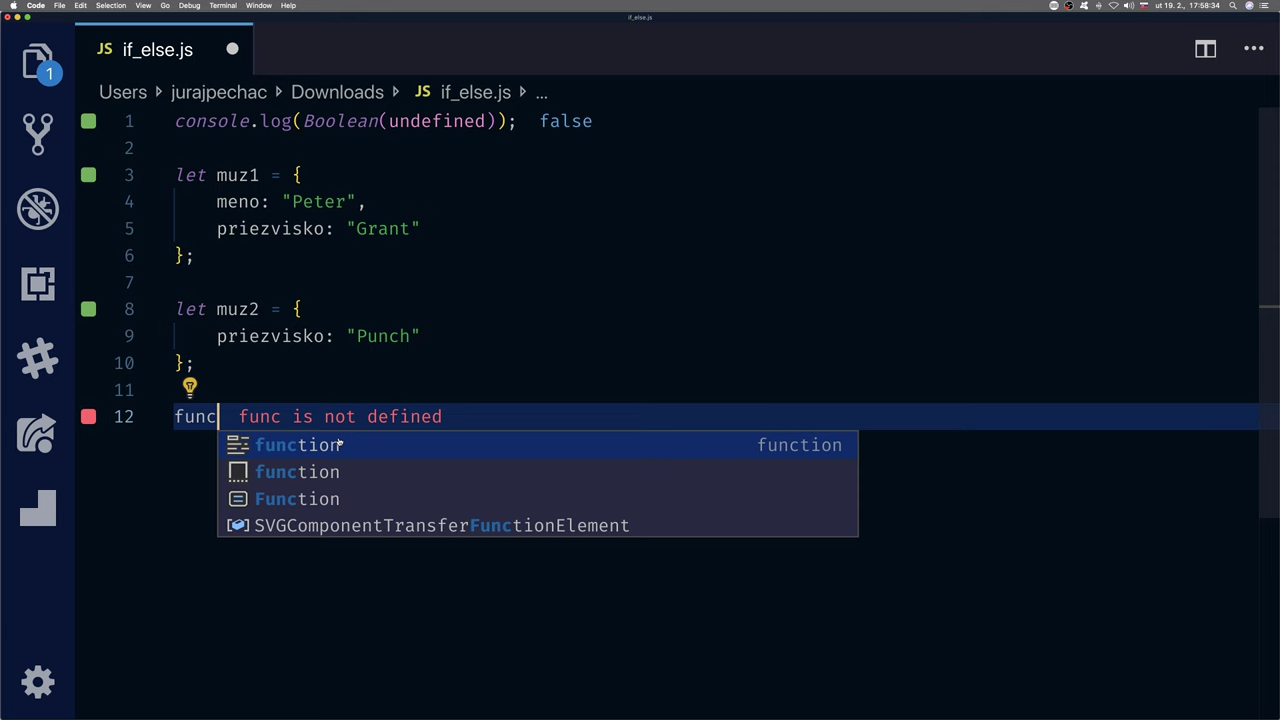 Code File Edit Selection View Go Debug Terminal Window Help ut 19. 2., 17:58:34
if_else.js
JS if_else.js
1
Users jurajpechac Downloads JS if_else.js ...
1 console.log(Boolean(undefined)); false
2
3 let muz1 = {
4 meno: "Peter",
5 priezvisko: "Grant"
6 };
7
8 let muz2 = {
9 priezvisko: "Punch"
10 };
11
12 func func is not defined
function function
function
Function
SVGComponentTransferFunctionElement